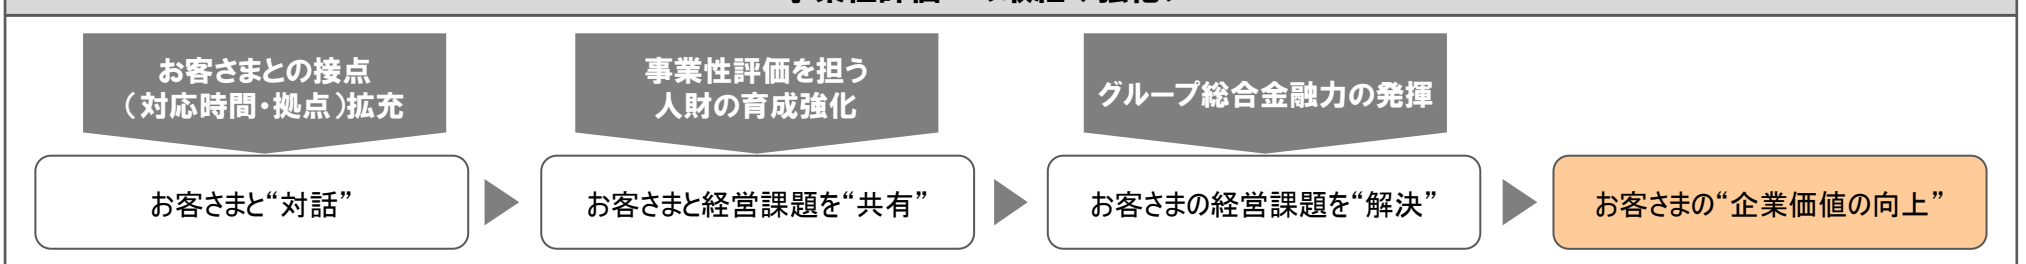 お客さまとの接点
（対応時間・拠点）拡充
事業性評価を担う
人財の育成強化
グループ総合金融力の発揮
お客さまと“対話”
お客さまと経営課題を“共有”
お客さまの経営課題を“解決”
お客さまの“企業価値の向上”